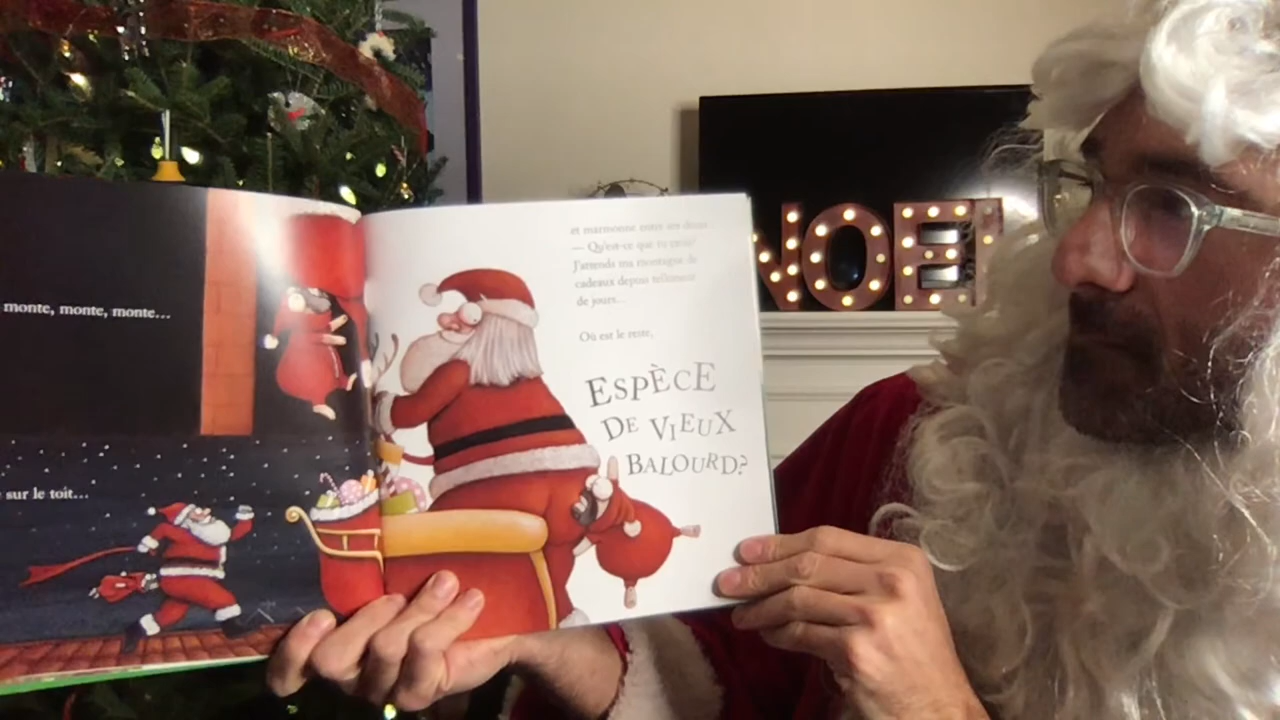 monte, monte, monte...
sur le toit...
et marmonne entre ses dents :
— Qu'est-ce que tu crois?
J'attends ma montagne de
cadeaux depuis tellement
de jours...
Où est le reste,
ESPÈCE
DE VIEUX
BALOURD?
NOEL